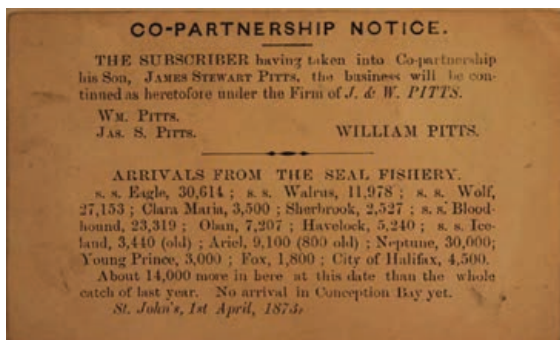 CO-PARTNERSHIP NOTICE.
THE SUBSCRIBER having taken into Co-partnership
his Son, JAMES STEWART PITTS, the business will be con-
tinued as heretofore under the Firm of J. & W. PITTS.
WM. PITTS.
JAS. S. PITTS. WILLIAM PITTS.
ARRIVALS FROM THE SEAL FISHERY.
s. s. Eagle, 30,614 ; s. s. Walrus, 11,978 ; s. s. Wolf,
27,153 ; Clara Maria, 3,500 ; Sherbrook, 2,527 ; s. s. Blood-
hound, 23,319 ; Oban, 7,207 ; Havelock, 5,240 ; s. s. Ice-
land, 3,440 (old) ; Ariel, 9,100 (800 old) ; Neptune, 30,000;
Young Prince, 3,000 ; Fox, 1,800 ; City of Halifax, 4,500.
About 14,000 more in here at this date than the whole
catch of last year. No arrival in Conception Bay yet.
St. John's, 1st April,